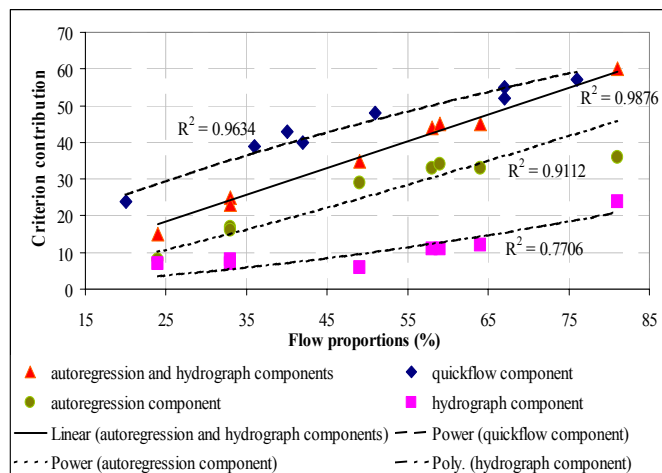 Criterion contribution
70
60
50
40
30
20
10
0
R² = 0.9634
R² = 0.9876
R² = 0.9112
R² = 0.7706
15 25 35 45 55 65 75 85
Flow proportions (%)
autoregression and hydrograph components
quickflow component
autoregression component
hydrograph component
Linear (autoregression and hydrograph components)
Power (quickflow component)
Power (autoregression component)
Poly. (hydrograph component)